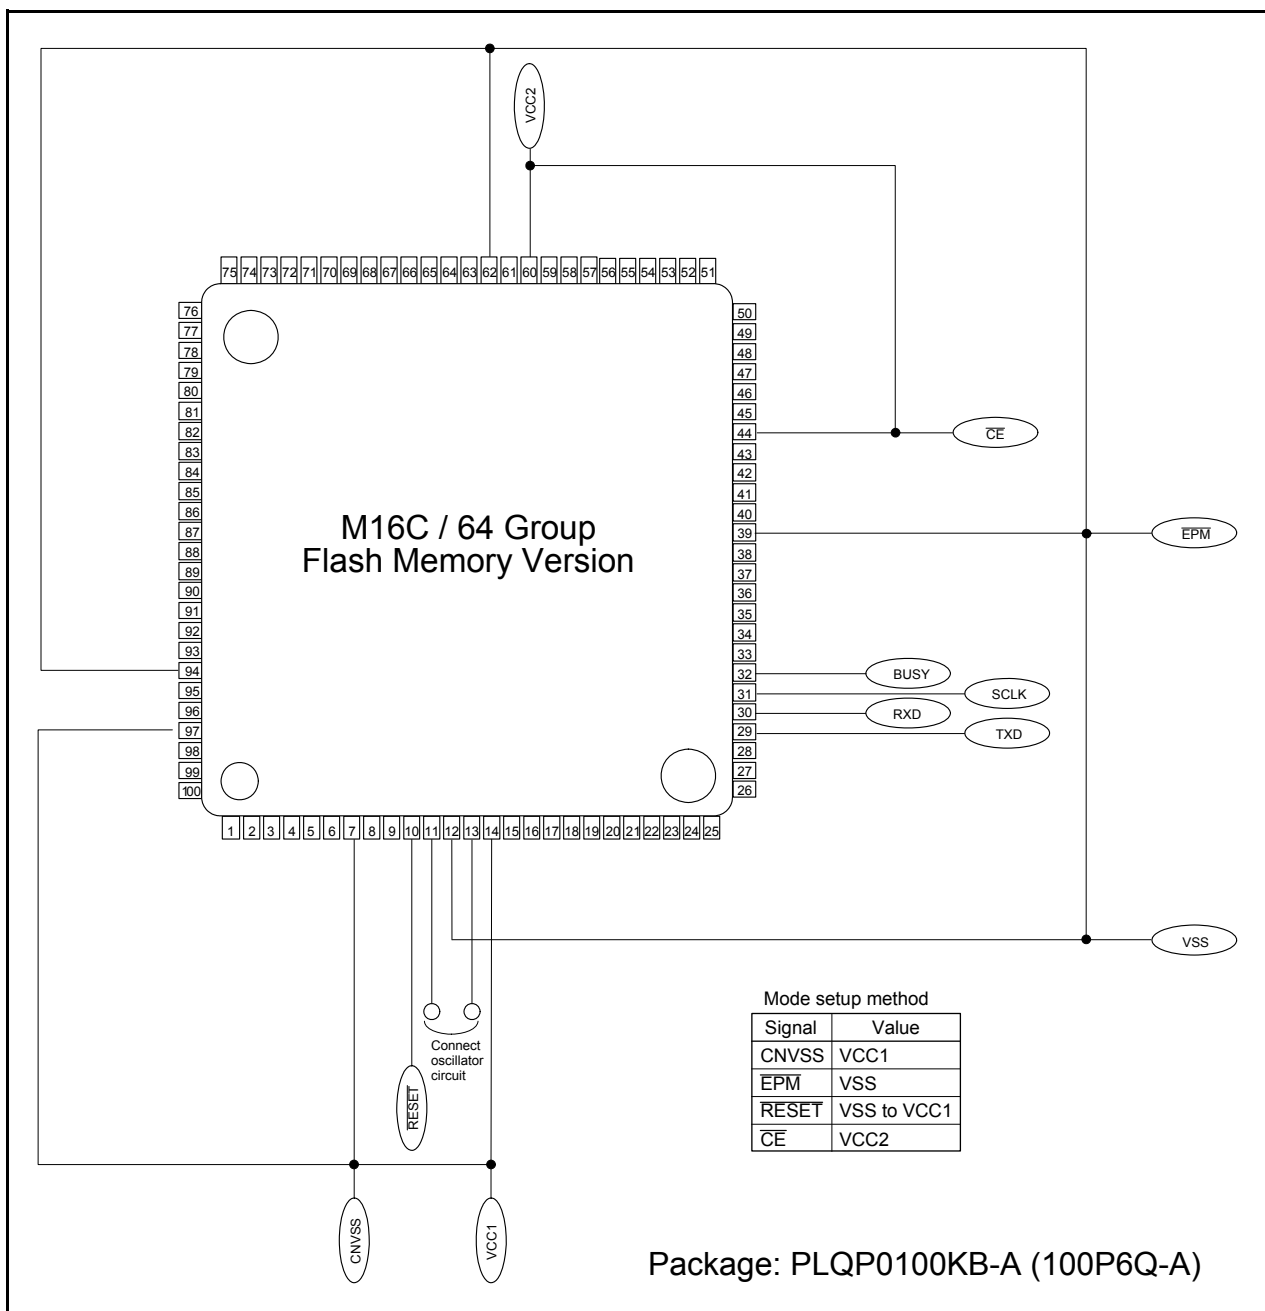 VCC2
75 74 73 72 71 70 69 68 67 66 65 64 63 62 61 60 59 58 57 56 55 54 53 52 51
76
77
78
79
80
81
82
83
84
85
86
87
88
89
90
91
92
93
94
95
96
97
98
99
100
M16C / 64 Group
Flash Memory Version
50
49
48
47
46
45
44
43
42
41
40
39
38
37
36
35
34
33
32
31
30
29
28
27
26
CE
EPM
BUSY
SCLK
RXD
TXD
1 2 3 4 5 6 7 8 9 10 11 12 13 14 15 16 17 18 19 20 21 22 23 24 25
VSS
Connect
oscillator
circuit
RESET
CNVSS
VCC1
Mode setup method
Signal Value
CNVSS VCC1
EPM VSS
RESET VSS to VCC1
CE VCC2
Package: PLQP0100KB-A (100P6Q-A)